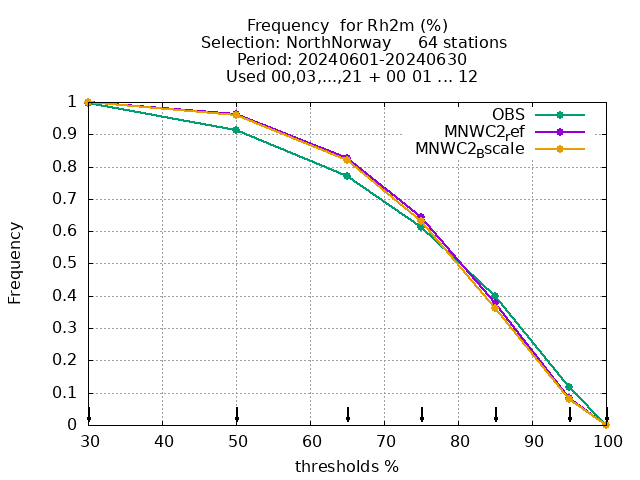 Frequency  for Rh2m (%)
Selection: NorthNorway     64 stations
Period: 20240601-20240630
Used 00,03,...,21 + 00 01 ... 12
OBS
MNWC2_ref
MNWC2_Bscale
Frequency
1
0.9
0.8
0.7
0.6
0.5
0.4
0.3
0.2
0.1
0
30 40 50 60 70 80 90 100
thresholds %